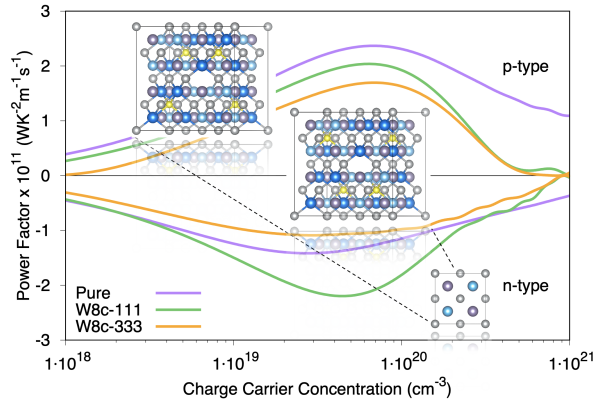 3
2
1
0
-1
-2
-3
Power Factor x 10¹¹ (WK⁻²m⁻¹s⁻¹)
p-type
n-type
Pure
W8c-111
W8c-333
1·10¹⁸
1·10¹⁹
1·10²⁰
1·10²¹
Charge Carrier Concentration (cm⁻³)